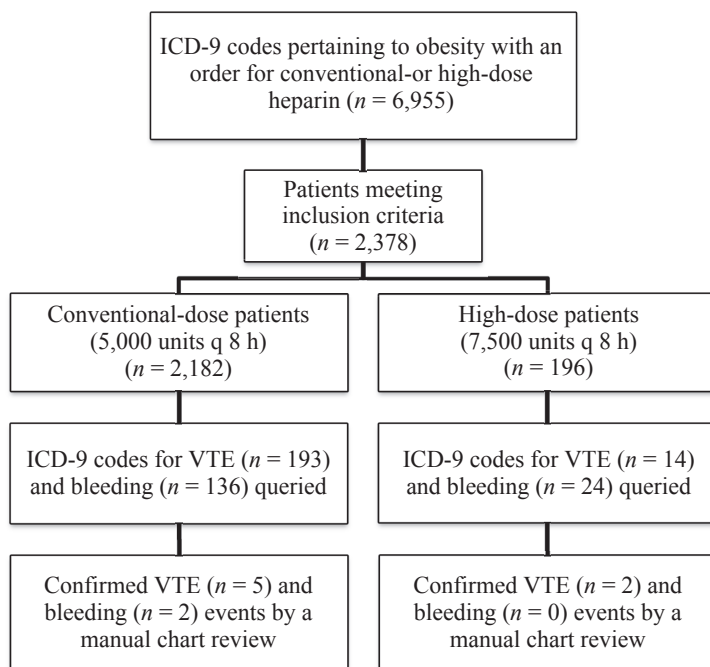 ICD-9 codes pertaining to obesity with an
order for conventional-or high-dose
heparin (n = 6,955)
Patients meeting
inclusion criteria
(n = 2,378)
Conventional-dose patients
(5,000 units q 8 h)
(n = 2,182)
High-dose patients
(7,500 units q 8 h)
(n = 196)
ICD-9 codes for VTE (n = 193)
and bleeding (n = 136) queried
ICD-9 codes for VTE (n = 14)
and bleeding (n = 24) queried
Confirmed VTE (n = 5) and
bleeding (n = 2) events by a
manual chart review
Confirmed VTE (n = 2) and
bleeding (n = 0) events by a
manual chart review